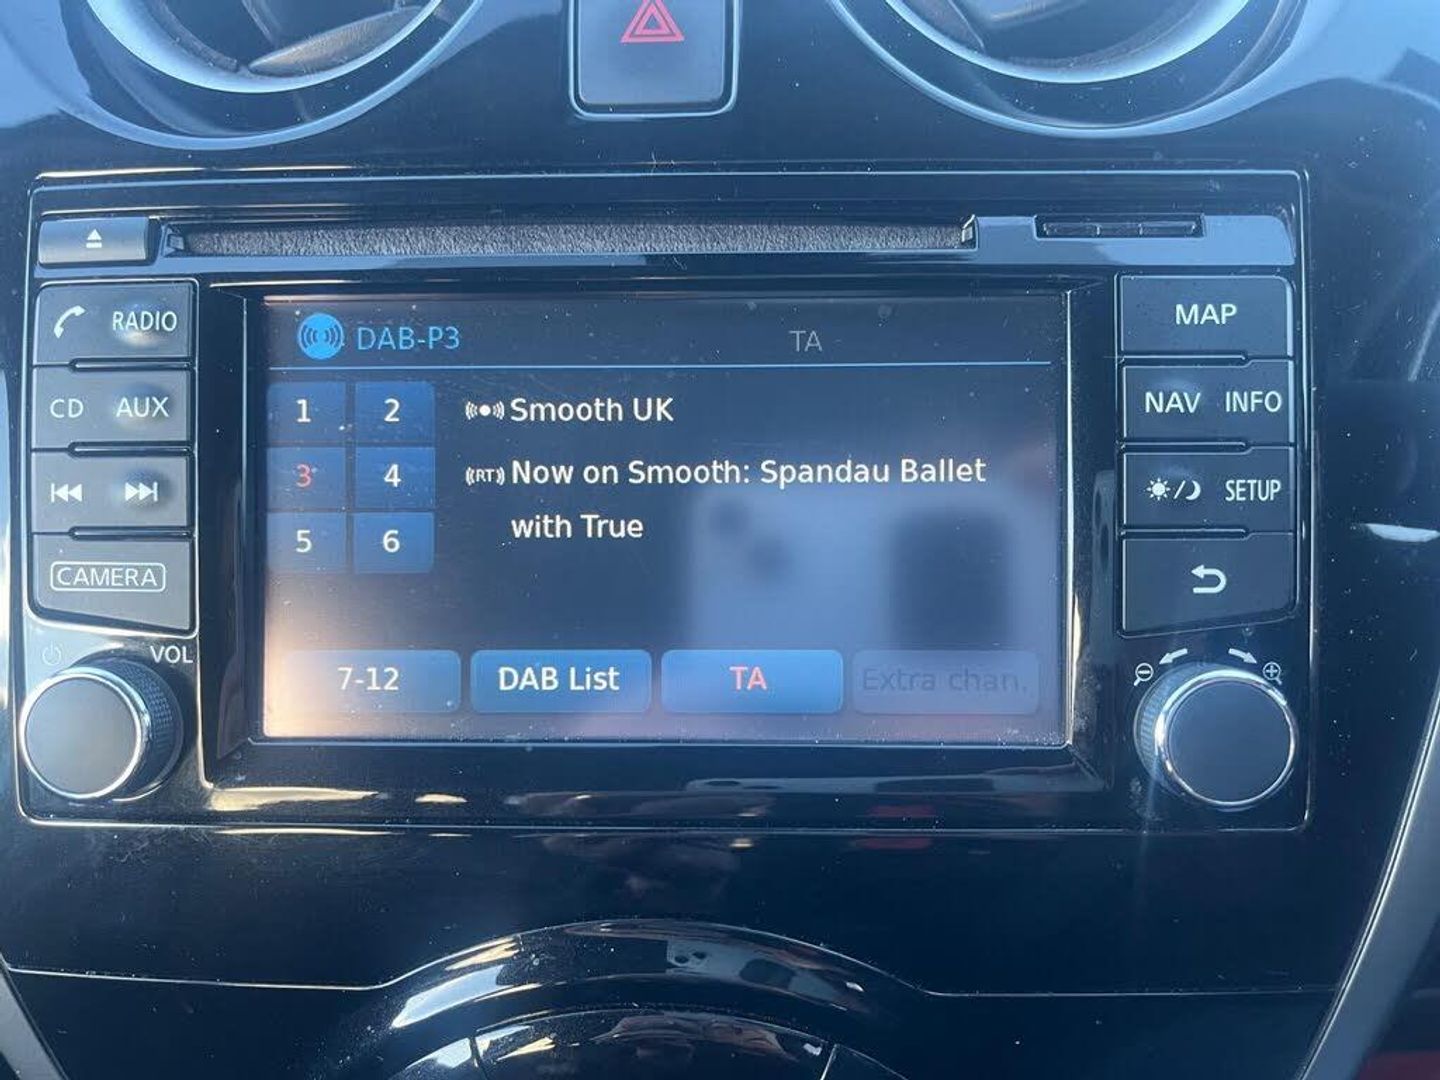 RADIO
CD AUX
CAMERA
VOL
DAB-P3 TA
1 2
3 4
5 6
Smooth UK
RT Now on Smooth: Spandau Ballet
with True
7-12 DAB List TA Extra chan.
MAP
NAV INFO
SETUP